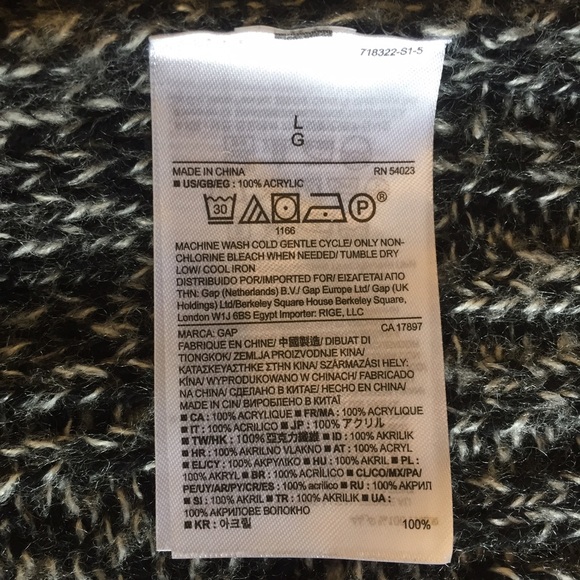 718322-S1-5
L
G
MADE IN CHINA RN 54023
■ US/GB/EG : 100% ACRYLIC
30 P ®
1166
MACHINE WASH COLD GENTLE CYCLE/ ONLY NON-
CHLORINE BLEACH WHEN NEEDED/ TUMBLE DRY
LOW/ COOL IRON
DISTRIBUIDO POR/IMPORTED FOR/ ΕΙΣΑΓΕΤΑΙ ΑΠΟ
ΤΗΝ: Gap (Netherlands) B.V./ Gap Europe Ltd/ Gap (UK
Holdings) Ltd/Berkeley Square House Berkeley Square,
London W1J 6BS Egypt Importer: RIGE, LLC
MARCA: GAP CA 17897
FABRIQUE EN CHINE/ 中國製造/ DIBUAT DI
TIONGKOK/ ZEMLJA PROIZVODNJE KINA/
ΚΑΤΑΣΚΕΥΑΣΤΗΚΕ ΣΤΗΝ ΚΙΝΑ/ SZÁRMAZÁSI HELY:
KÍNA/ WYPRODUKOWANO W CHINACH/ FABRICADO
NA CHINA/ СДЕЛАНО В КИТАЕ/ HECHO EN CHINA/
MADE IN CIN/ ВИРОБЛЕНО В КИТАЇ
■ CA : 100% ACRYLIQUE ■ FR/MA : 100% ACRYLIQUE
■ IT : 100% ACRILICO ■ JP : 100% アクリル
■ TW/HK : 100% 亞克力纖維 ■ ID : 100% AKRILIK
■ HR : 100% AKRILNO VLAKNO ■ AT : 100% ACRYL
■ EL/CY : 100% ΑΚΡΥΛΙΚΟ ■ HU : 100% AKRIL ■ PL :
100% AKRYL ■ BR : 100% ACRÍLICO ■ CL/CO/MX/PA/
PE/UY/AR/PY/CR/ES : 100% acrilico ■ RU : 100% АКРИЛ
■ SI : 100% AKRIL ■ TR : 100% AKRILIK ■ UA :
100% АКРИЛОВЕ ВОЛОКНО
■ KR : 아크릴 100%